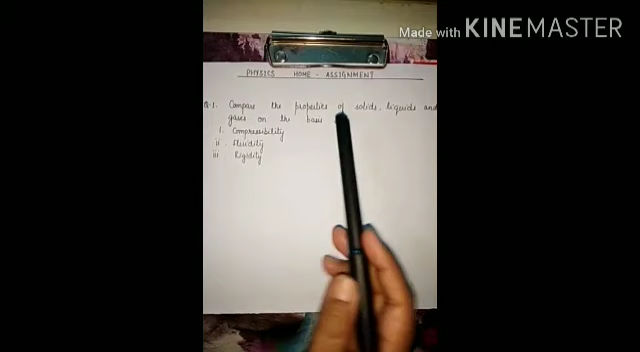 Made with KINEMASTER
PHYSICS HOME - ASSIGNMENT
Q-1. Compare the properties of solids, liquids and
gases on the basis
i. Compressibility
ii. Fluidity
iii Rigidity